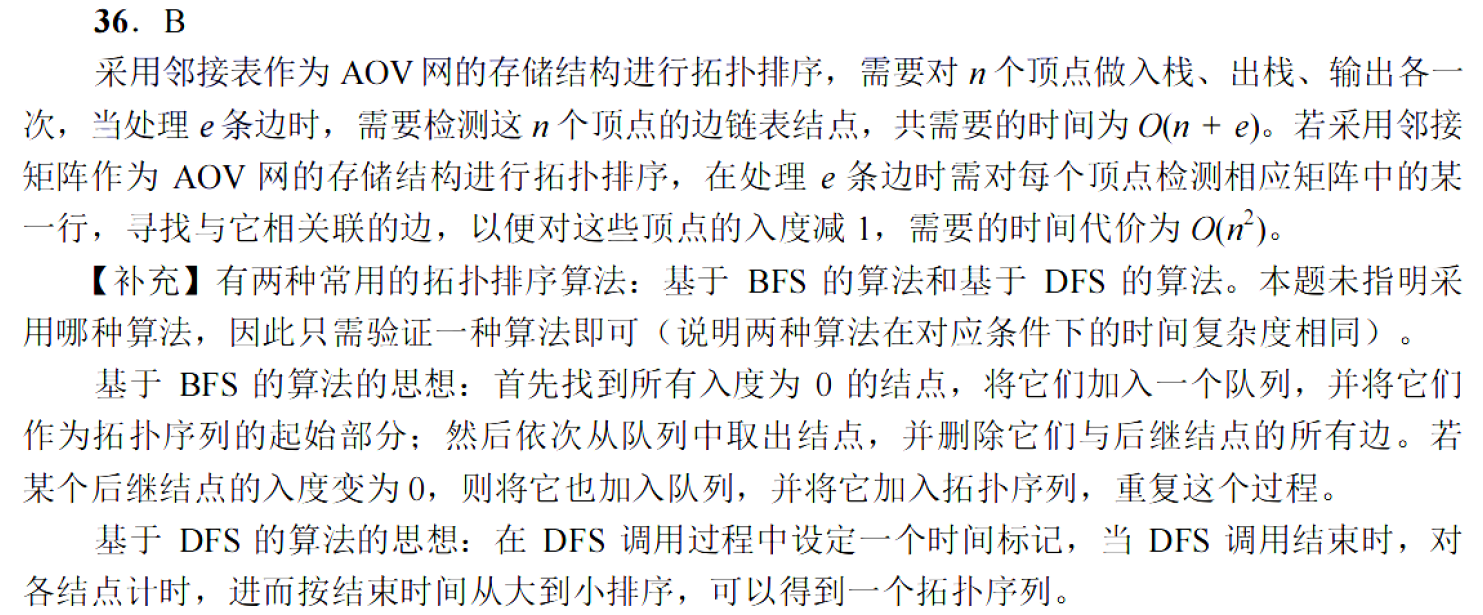 36．B
采用邻接表作为 AOV 网的存储结构进行拓扑排序，需要对 n 个顶点做入栈、出栈、输出各一
次，当处理 e 条边时，需要检测这 n 个顶点的边链表结点，共需要的时间为 O(n + e)。若采用邻接
矩阵作为 AOV 网的存储结构进行拓扑排序，在处理 e 条边时需对每个顶点检测相应矩阵中的某
一行，寻找与它相关联的边，以便对这些顶点的入度减 1，需要的时间代价为 O(n²)。
【补充】有两种常用的拓扑排序算法：基于 BFS 的算法和基于 DFS 的算法。本题未指明采
用哪种算法，因此只需验证一种算法即可（说明两种算法在对应条件下的时间复杂度相同）。
基于 BFS 的算法的思想：首先找到所有入度为 0 的结点，将它们加入一个队列，并将它们
作为拓扑序列的起始部分；然后依次从队列中取出结点，并删除它们与后继结点的所有边。若
某个后继结点的入度变为 0，则将它也加入队列，并将它加入拓扑序列，重复这个过程。
基于 DFS 的算法的思想：在 DFS 调用过程中设定一个时间标记，当 DFS 调用结束时，对
各结点计时，进而按结束时间从大到小排序，可以得到一个拓扑序列。